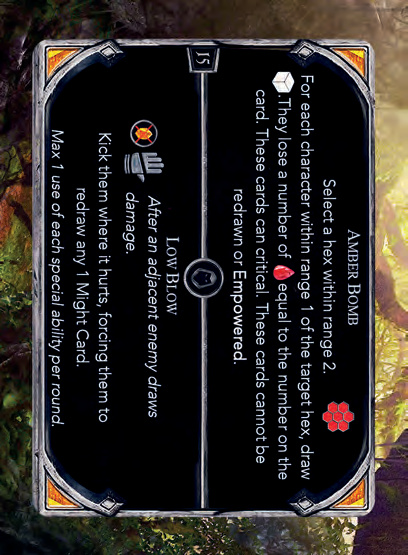 AMBER BOMB
Select a hex within range 2.
For each character within range 1 of the target hex, draw
. They lose a number of equal to the number on the
card. These cards can critical. These cards cannot be
redrawn or Empowered.
15
LOW BLOW
After an adjacent enemy draws
damage.
Kick them where it hurts, forcing them to
redraw any 1 Might Card.
Max 1 use of each special ability per round.